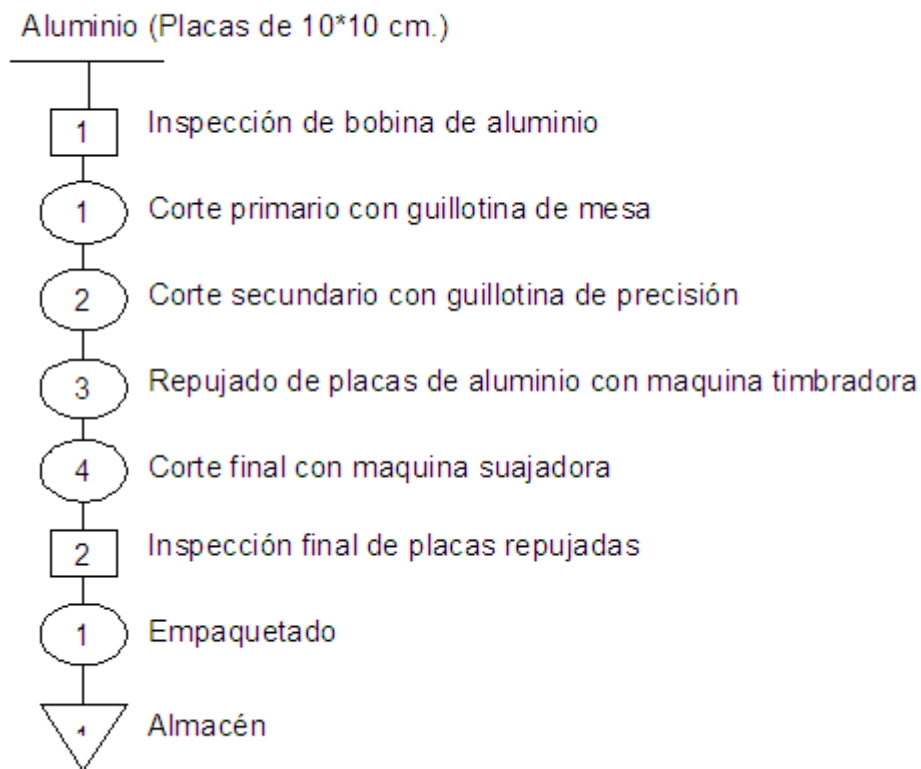 Aluminio (Placas de 10*10 cm.)
1 Inspección de bobina de aluminio
1 Corte primario con guillotina de mesa
2 Corte secundario con guillotina de precisión
3 Repujado de placas de aluminio con maquina timbradora
4 Corte final con maquina suajadora
2 Inspección final de placas repujadas
1 Empaquetado
1 Almacén